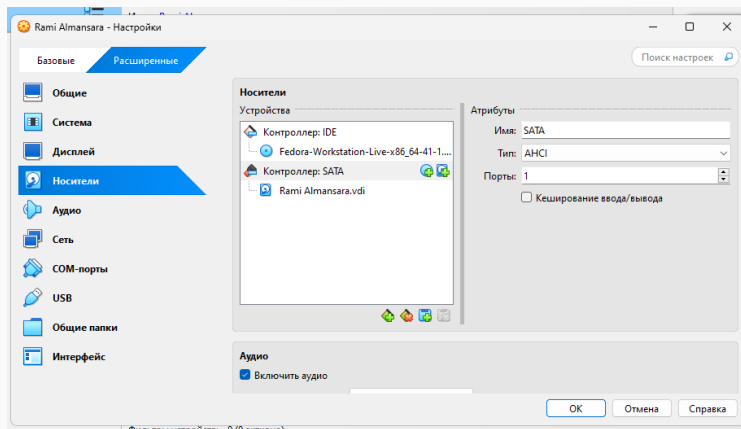 Rami Almansara - Настройки
Базовые
Расширенные
Поиск настроек
Общие
Система
Дисплей
Носители
Аудио
Сеть
COM-порты
USB
Общие папки
Интерфейс
Носители
Устройства
Контроллер: IDE
Fedora-Workstation-Live-x86_64-41-1....
Контроллер: SATA
Rami Almansara.vdi
Атрибуты
Имя: SATA
Тип: AHCI
Порты: 1
Кеширование ввода/вывода
Аудио
Включить аудио
OK
Отмена
Справка